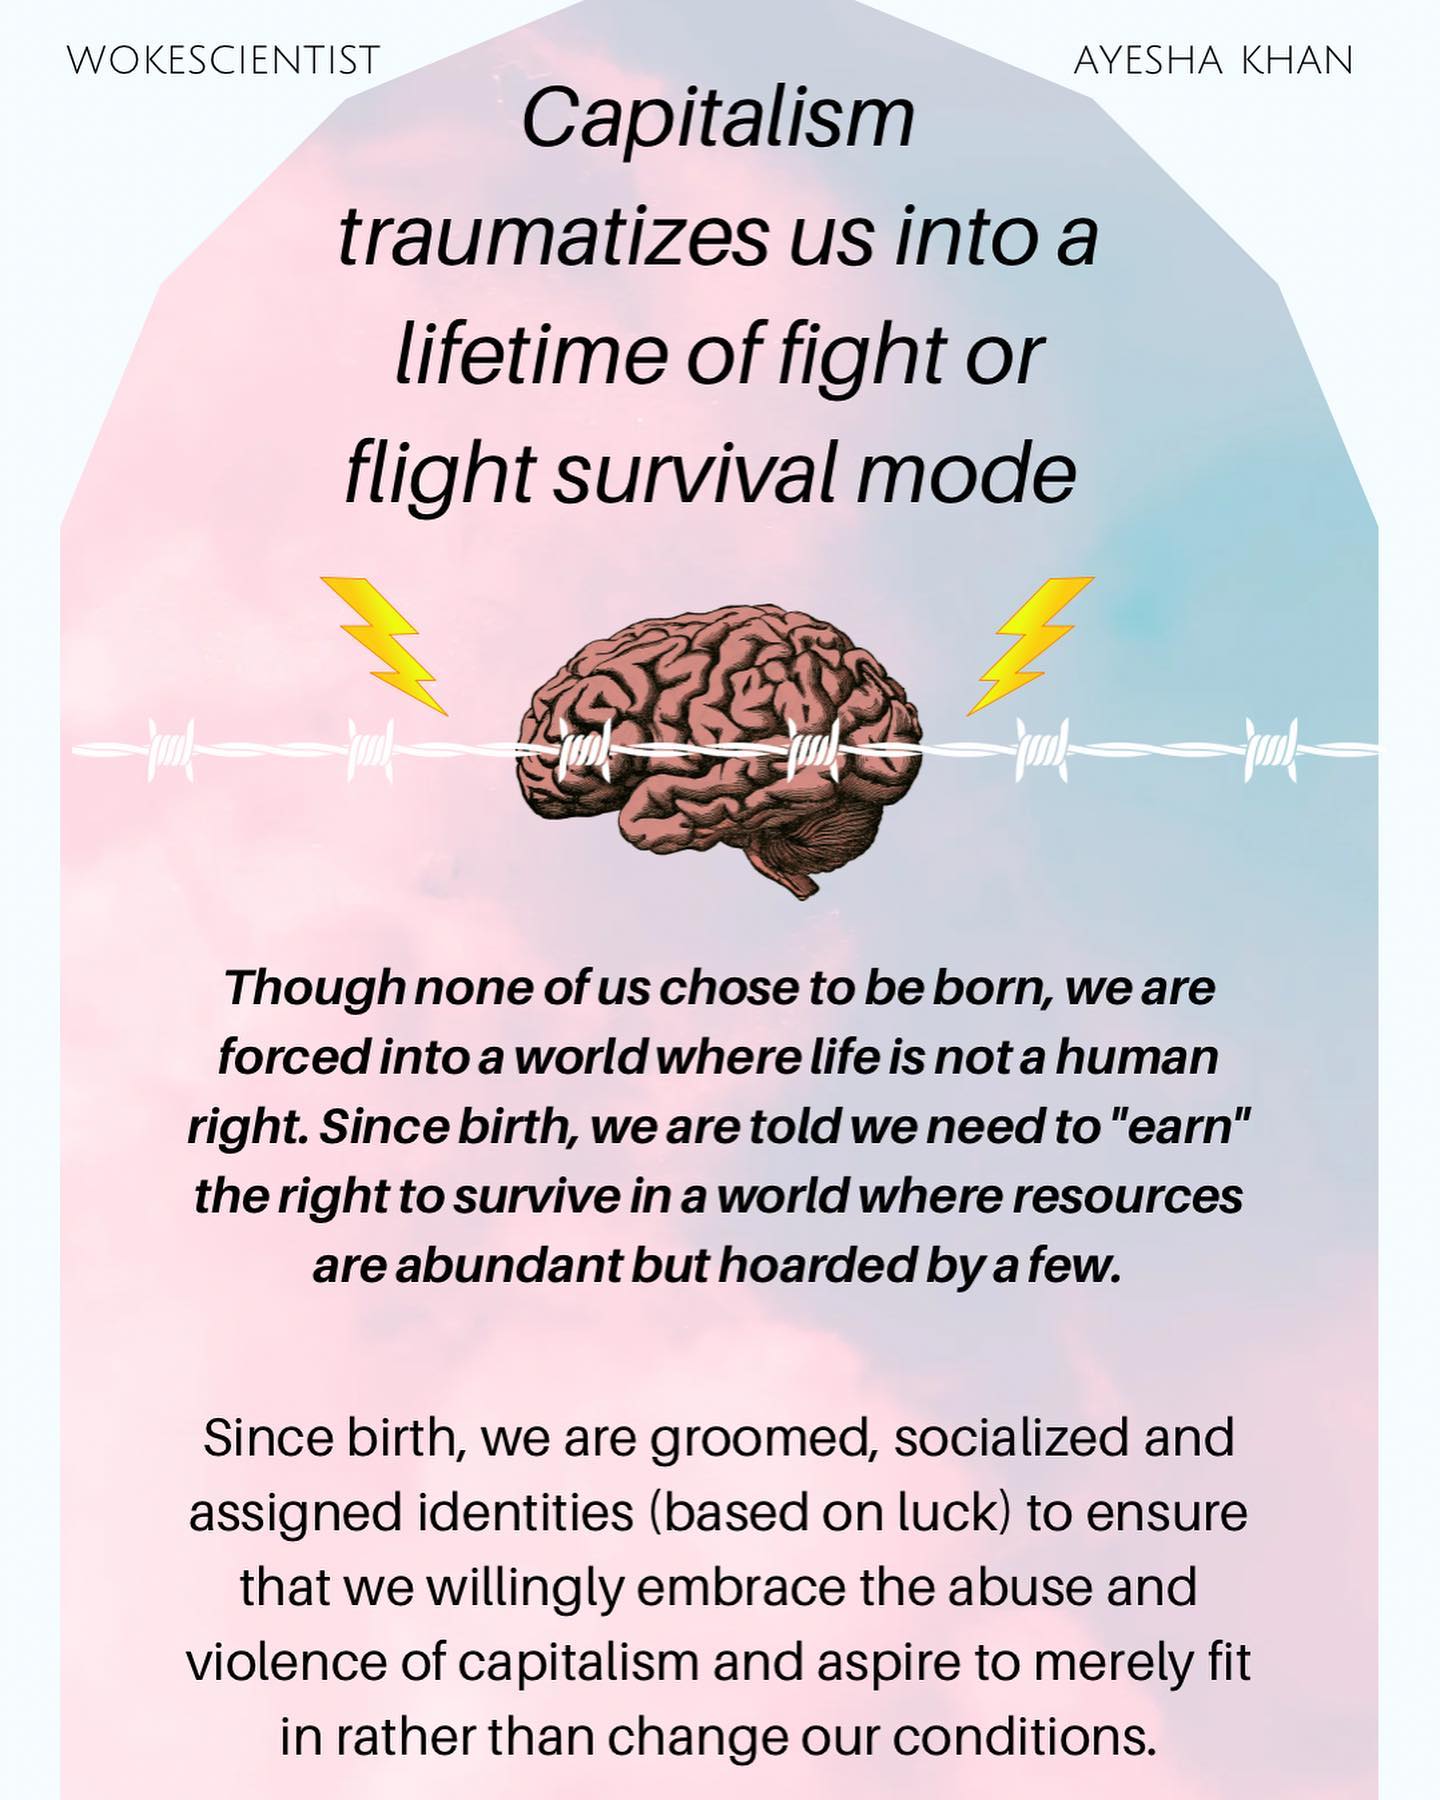 WOKESCIENTIST
AYESHA KHAN
Capitalism
traumatizes us into a
lifetime of fight or
flight survival mode
Though none of us chose to be born, we are
forced into a world where life is not a human
right. Since birth, we are told we need to "earn"
the right to survive in a world where resources
are abundant but hoarded by a few.
Since birth, we are groomed, socialized and
assigned identities (based on luck) to ensure
that we willingly embrace the abuse and
violence of capitalism and aspire to merely fit
in rather than change our conditions.